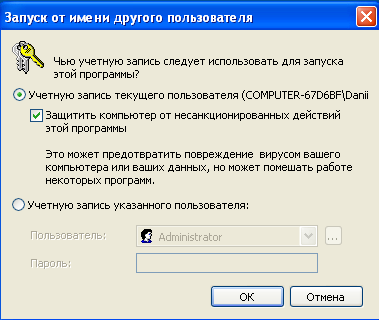 Запуск от имени другого пользователя
Чью учетную запись следует использовать для запуска
этой программы?
Учетную запись текущего пользователя (COMPUTER-67D6BF\Danii
Защитить компьютер от несанкционированных действий
этой программы
Это может предотвратить повреждение вирусом вашего
компьютера или ваших данных, но может помешать работе
некоторых программ.
Учетную запись указанного пользователя:
Пользователь:
Administrator
...
Пароль:
ОК
Отмена